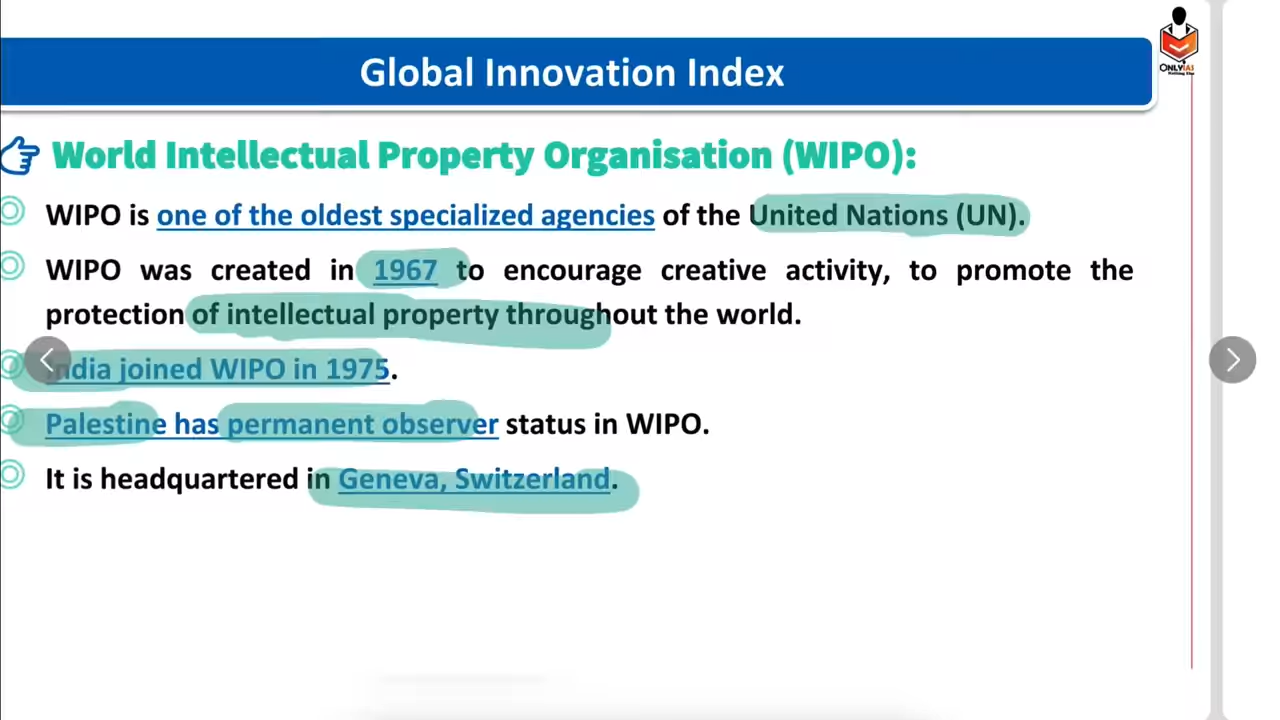 Global Innovation Index
ONLYIAS
World Intellectual Property Organisation (WIPO):
WIPO is one of the oldest specialized agencies of the United Nations (UN).
WIPO was created in 1967 to encourage creative activity, to promote the
protection of intellectual property throughout the world.
India joined WIPO in 1975.
Palestine has permanent observer status in WIPO.
It is headquartered in Geneva, Switzerland.